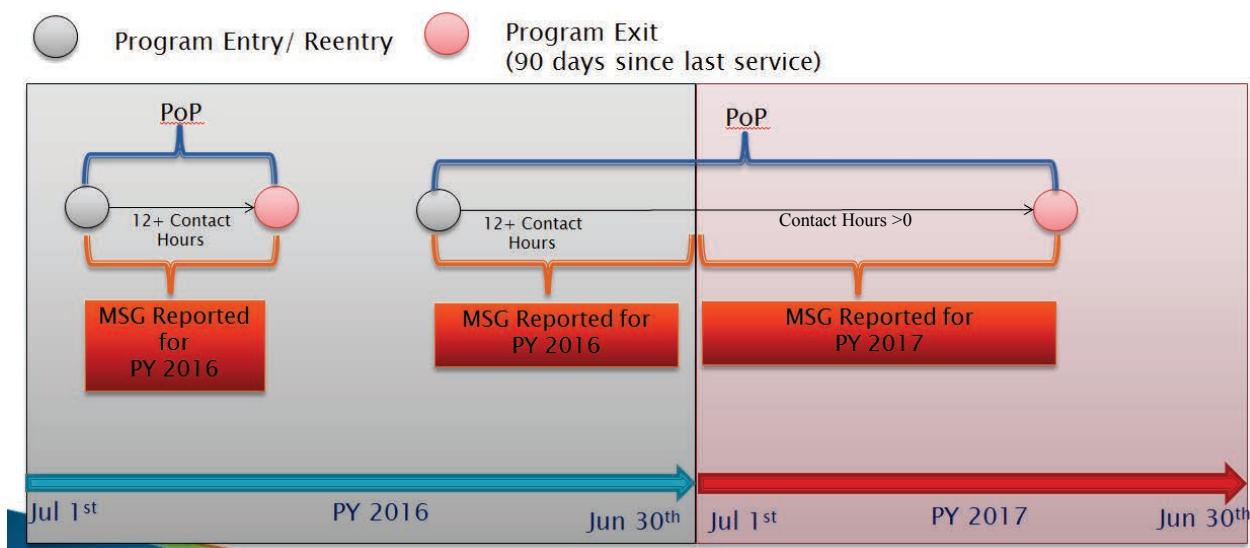 Program Entry/ Reentry
Program Exit
(90 days since last service)
PoP
PoP
12+ Contact
Hours
12+ Contact
Hours
Contact Hours >0
MSG Reported
for
PY 2016
MSG Reported for
PY 2016
MSG Reported for
PY 2017
Jul 1st
PY 2016
Jun 30th
Jul 1st
PY 2017
Jun 30th